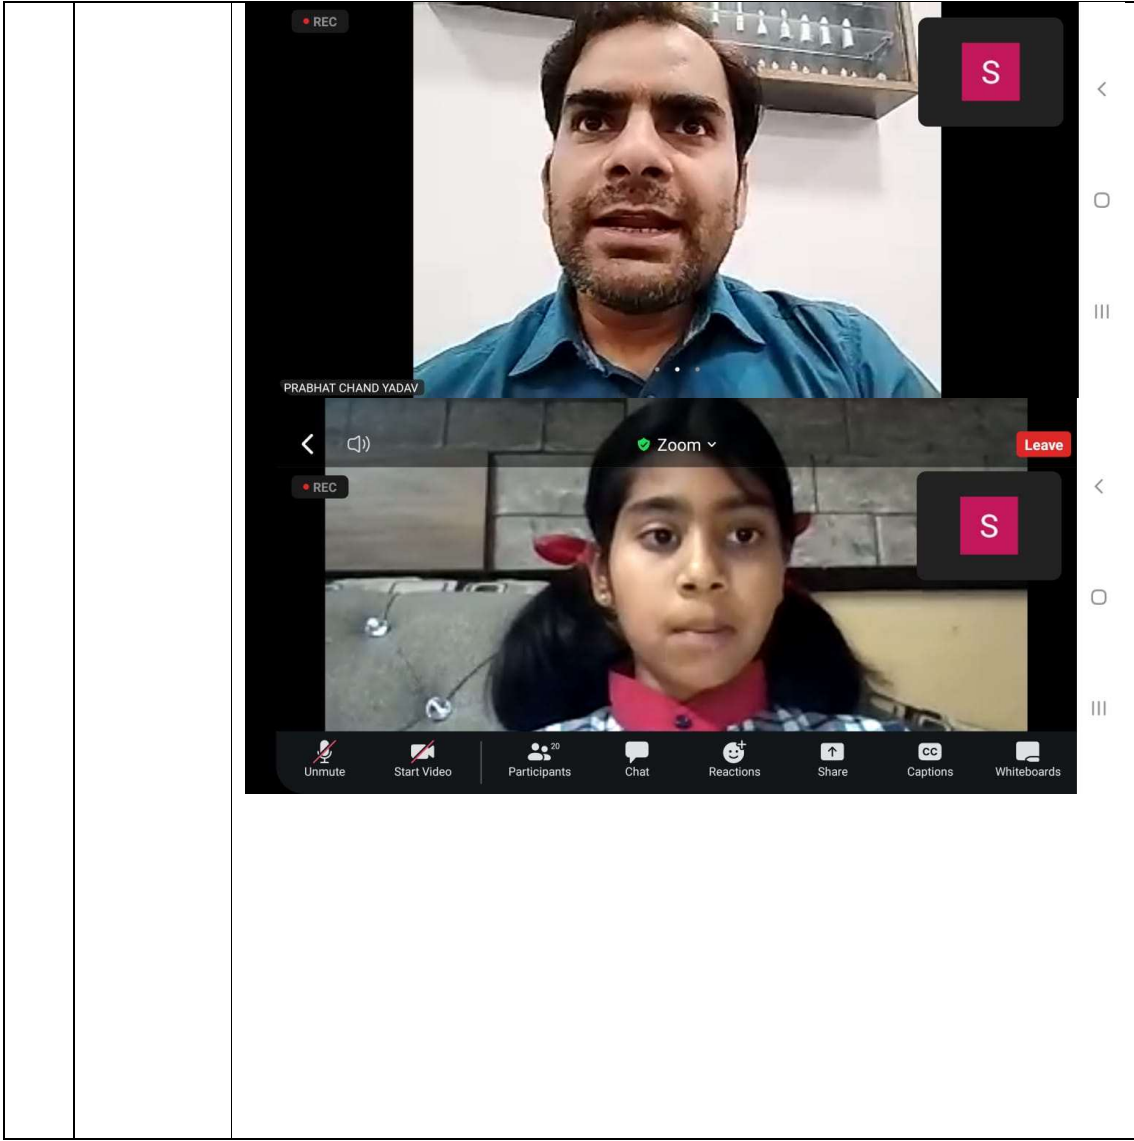 REC
S
PRABHAT CHAND YADAV
Zoom
Leave
REC
S
20
CC
Unmute Start Video Participants Chat Reactions Share Captions Whiteboards